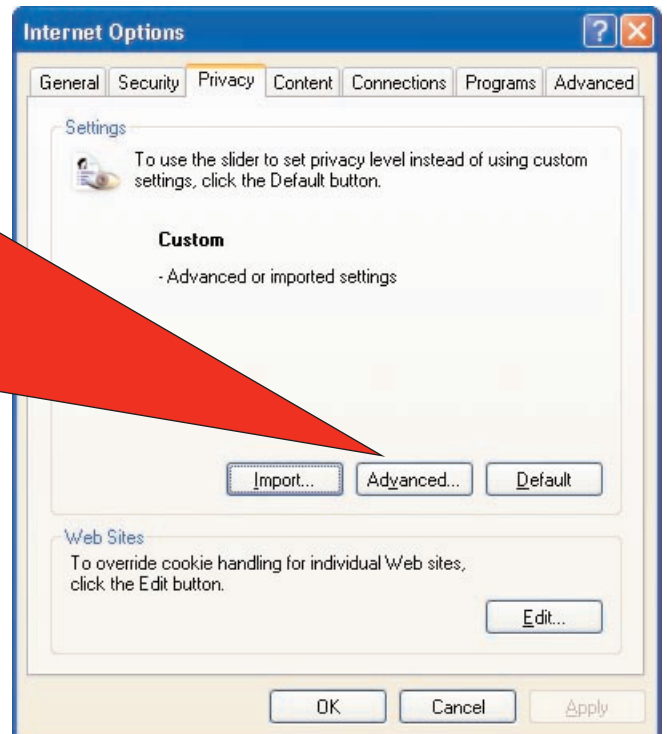 Internet Options
General Security Privacy Content Connections Programs Advanced
Settings
To use the slider to set privacy level instead of using custom
settings, click the Default button.
Custom
- Advanced or imported settings
Import... Advanced... Default
Web Sites
To override cookie handling for individual Web sites,
click the Edit button.
Edit...
OK Cancel Apply